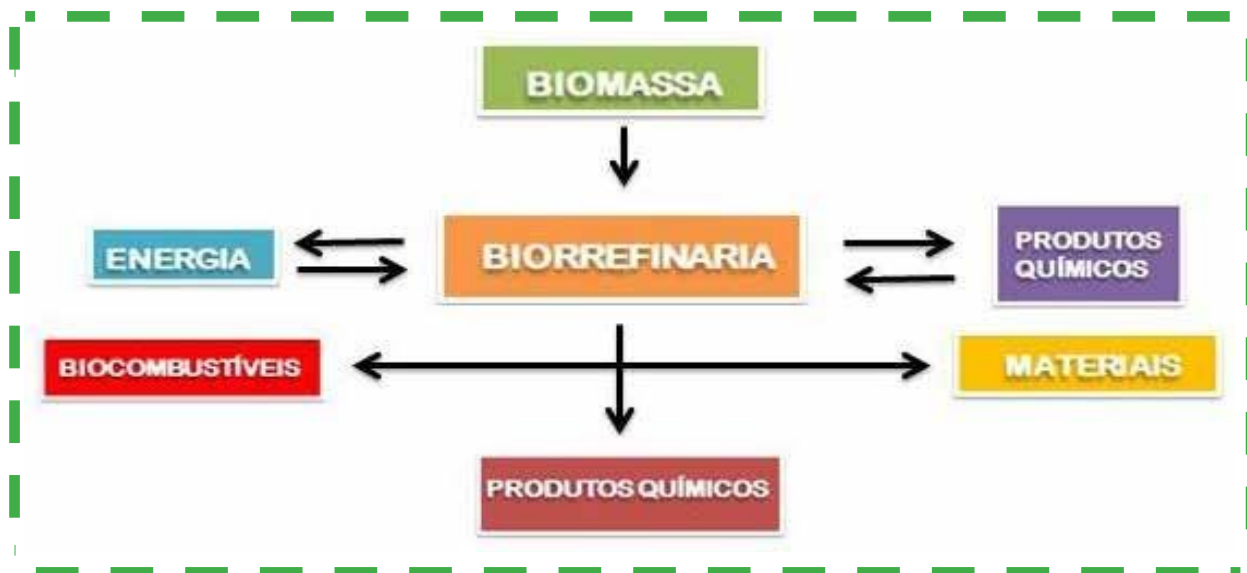 BIOMASSA
ENERGIA
BIORREFINARIA
PRODUTOS
QUÍMICOS
BIOCOMBUSTÍVEIS
MATERIAIS
PRODUTOS QUÍMICOS